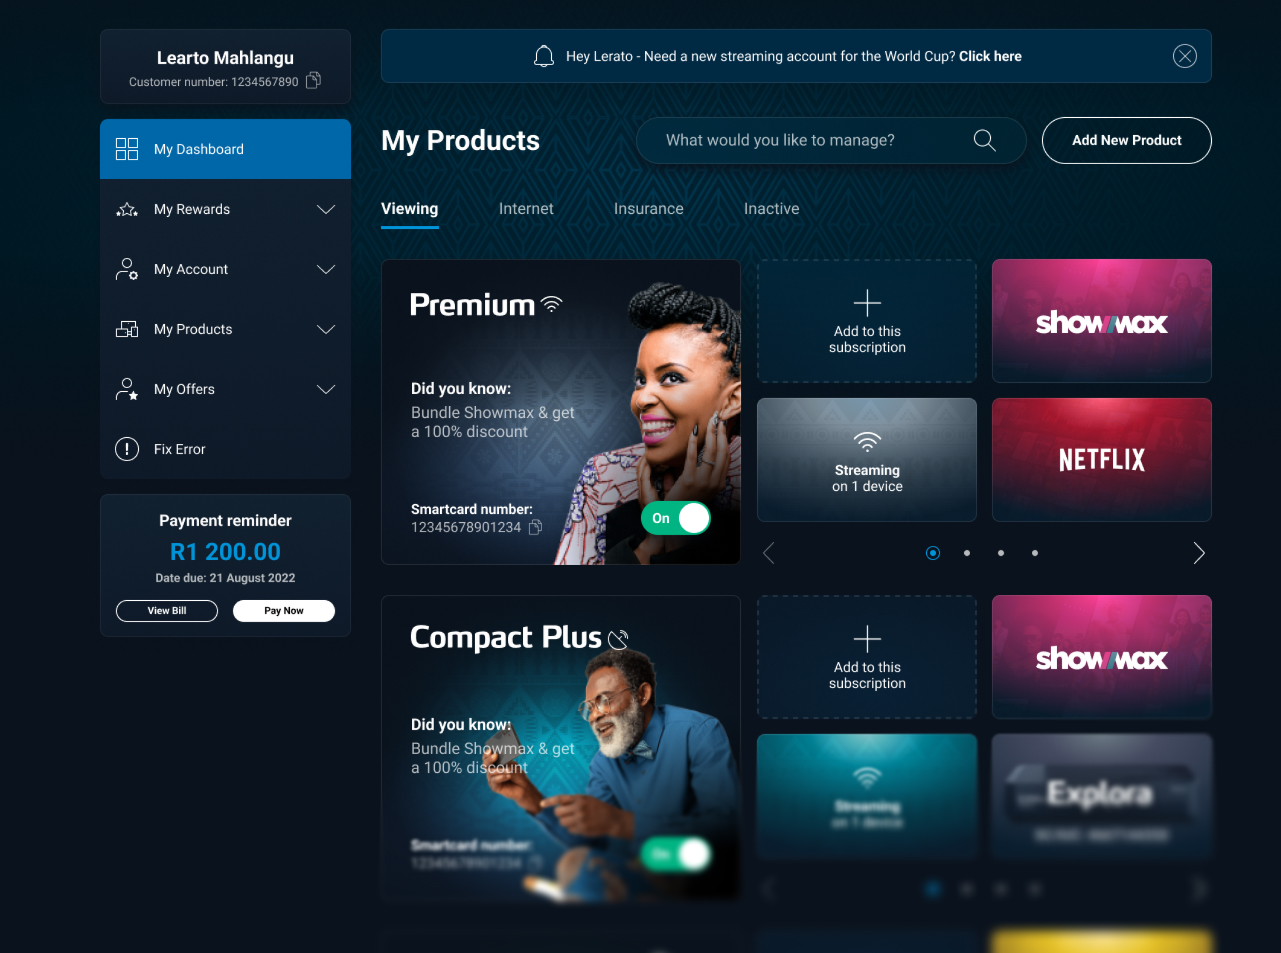 Learto Mahlangu
Customer number: 1234567890
My Dashboard
My Rewards
My Account
My Products
My Offers
Fix Error
Payment reminder
R1 200.00
Date due: 21 August 2022
View Bill
Pay Now
Hey Lerato - Need a new streaming account for the World Cup? Click here
My Products
What would you like to manage?
Add New Product
Viewing
Internet
Insurance
Inactive
Premium
Did you know:
Bundle Showmax & get
a 100% discount
Smartcard number:
12345678901234
On
Add to this
subscription
showmax
Streaming
on 1 device
NETFLIX
Compact Plus
Did you know:
Bundle Showmax & get
a 100% discount
Smartcard number:
12345678901234
On
Add to this
subscription
showmax
Streaming
on 1 device
Explora